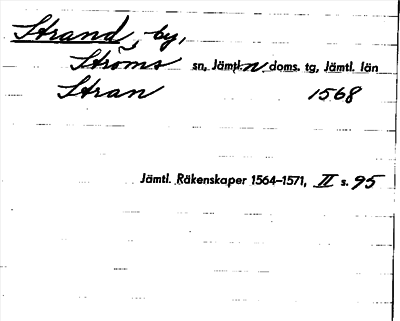 Strand, by,
Ströms sn, Jämtl. n. doms. tg, Jämtl. län
Stran 1568
Jämtl. Räkenskaper 1564–1571, II s. 95